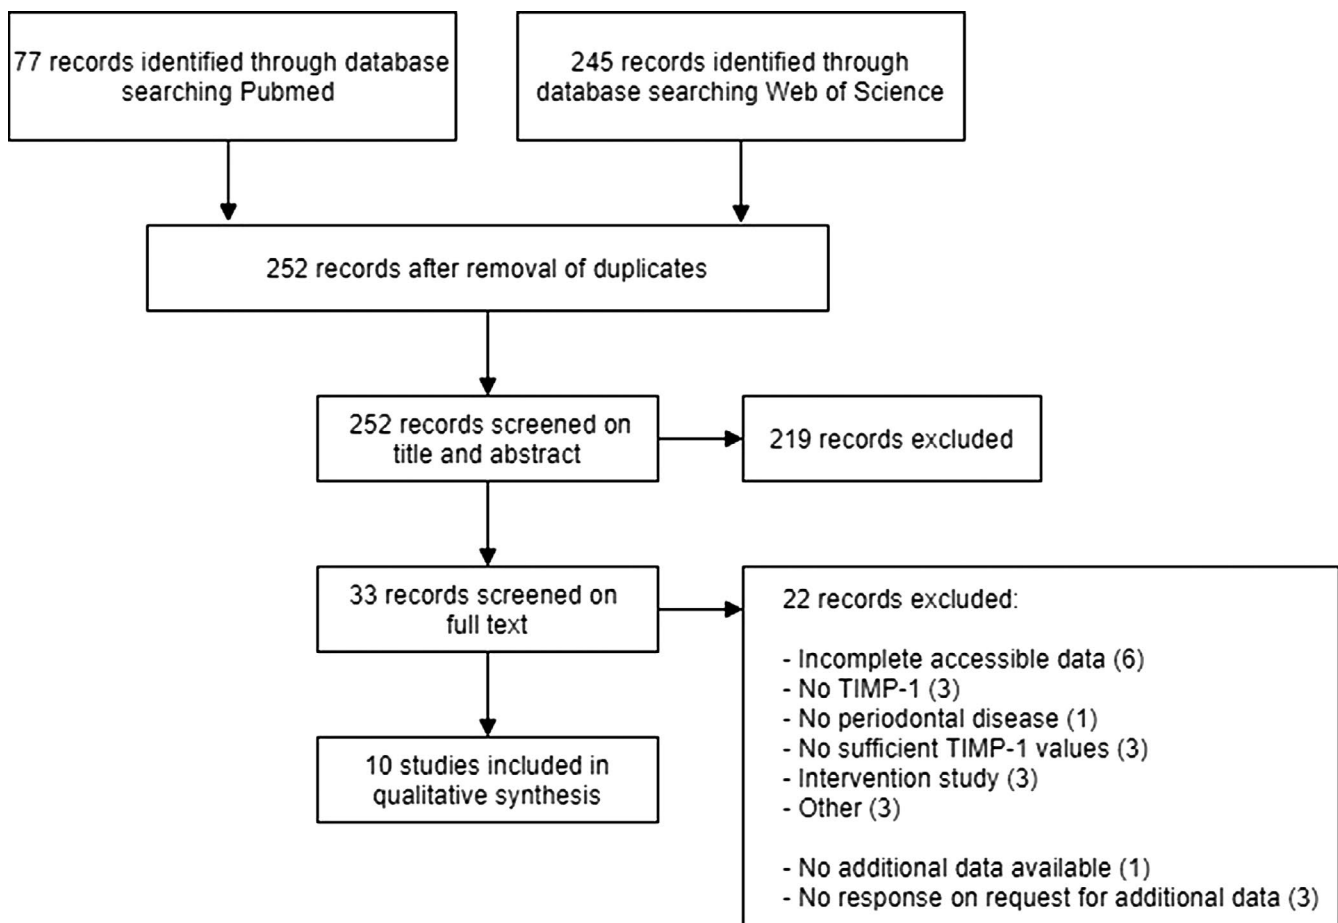 77 records identified through database
searching Pubmed
245 records identified through
database searching Web of Science
252 records after removal of duplicates
252 records screened on
title and abstract
219 records excluded
33 records screened on
full text
22 records excluded:
- Incomplete accessible data (6)
- No TIMP-1 (3)
- No periodontal disease (1)
- No sufficient TIMP-1 values (3)
- Intervention study (3)
- Other (3)
- No additional data available (1)
- No response on request for additional data (3)
10 studies included in
qualitative synthesis